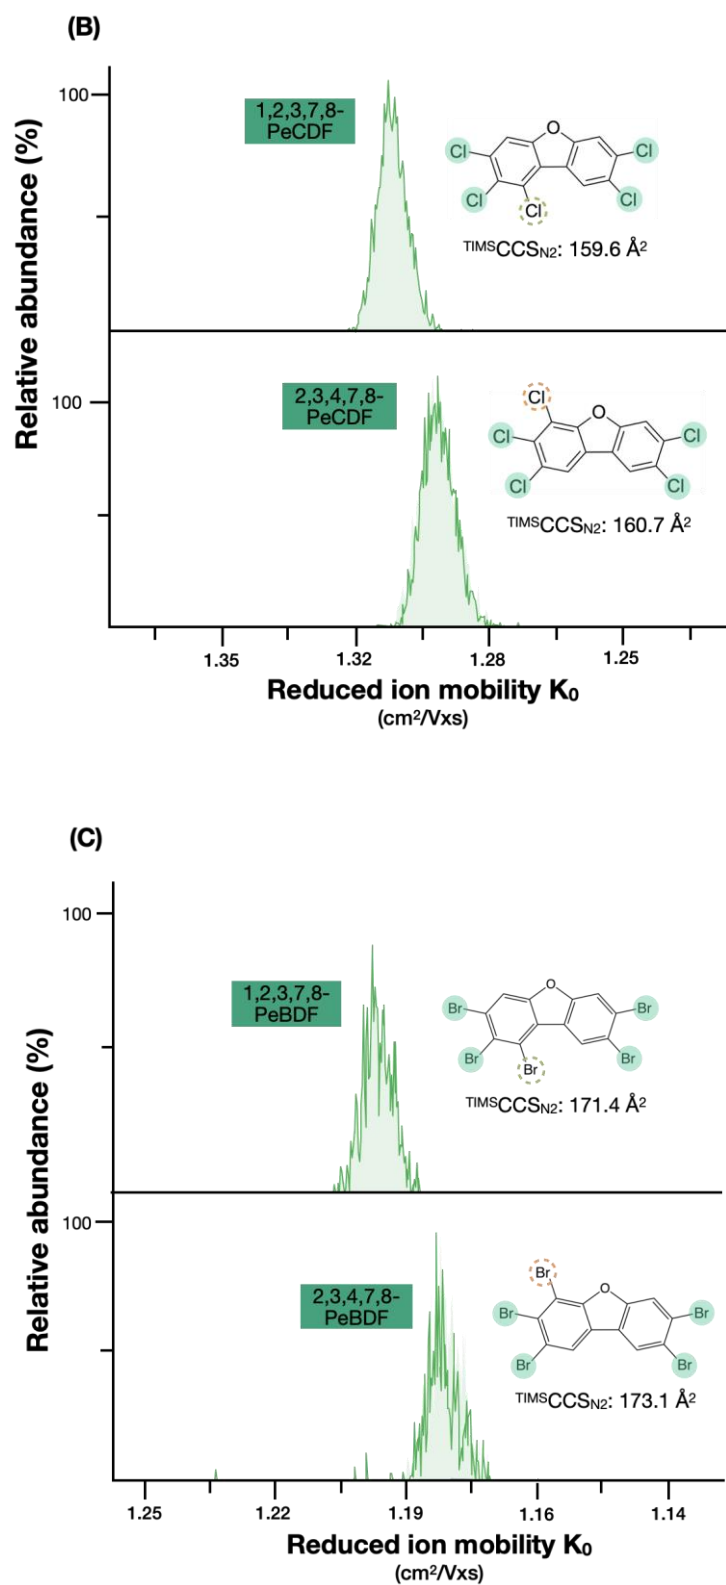 (B)
Relative abundance (%)
100
1,2,3,7,8-
PeCDF
O
Cl
Cl
Cl
Cl
Cl
TIMSCCSN2: 159.6 Å²
100
2,3,4,7,8-
PeCDF
Cl
O
Cl
Cl
Cl
Cl
TIMSCCSN2: 160.7 Å²
1.35
1.32
1.28
1.25
Reduced ion mobility K₀
(cm²/Vxs)
(C)
Relative abundance (%)
100
1,2,3,7,8-
PeBDF
O
Br
Br
Br
Br
Br
TIMSCCSN2: 171.4 Å²
100
2,3,4,7,8-
PeBDF
Br
O
Br
Br
Br
Br
TIMSCCSN2: 173.1 Å²
1.25
1.22
1.19
1.16
1.14
Reduced ion mobility K₀
(cm²/Vxs)